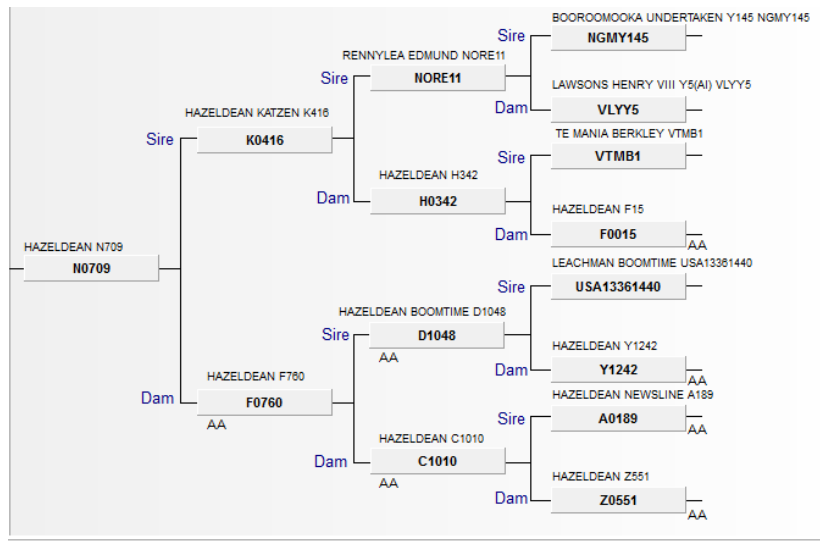 BOOROOMOOKA UNDERTAKEN Y145 NGMY145
Sire
NGMY145
RENNYLEA EDMUND NORE11
Sire
NORE11
LAWSONS HENRY VIII Y5(AI) VLYY5
Dam
VLYY5
HAZELDEAN KATZEN K416
Sire
K0416
TE MANIA BERKLEY VTMB1
Sire
VTMB1
HAZELDEAN H342
Dam
H0342
HAZELDEAN F15
Dam
F0015
AA
HAZELDEAN N709
N0709
LEACHMAN BOOMTIME USA13361440
Sire
USA13361440
HAZELDEAN BOOMTIME D1048
Sire
D1048
AA
HAZELDEAN Y1242
Dam
Y1242
AA
HAZELDEAN F760
Dam
F0760
AA
HAZELDEAN NEWSLINE A189
Sire
A0189
AA
HAZELDEAN C1010
Dam
C1010
AA
HAZELDEAN Z551
Dam
Z0551
AA